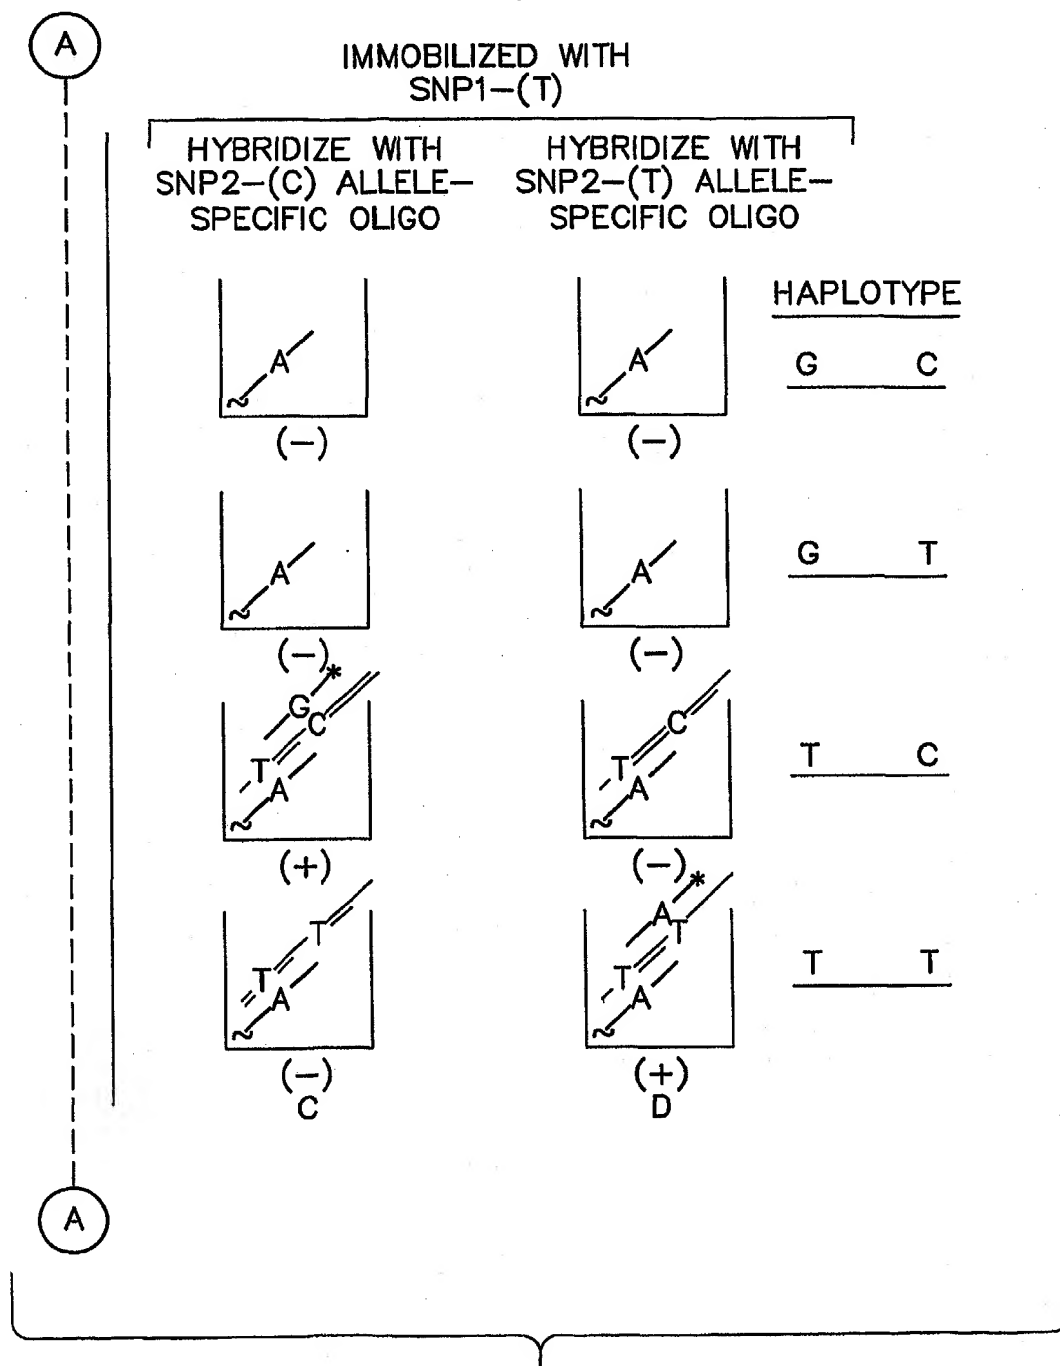 A
IMMOBILIZED WITH
SNP1-(T)
HYBRIDIZE WITH
SNP2-(C) ALLELE-
SPECIFIC OLIGO
HYBRIDIZE WITH
SNP2-(T) ALLELE-
SPECIFIC OLIGO
HAPLOTYPE
A
~
(-)
A
~
(-)
G C
A
~
(-)
A
~
(-)
G T
*
G
C
T
A
~
(+)
C
T
A
~
(-)
T C
T
T
A
~
(-)
C
*
A
T
T
A
~
(+)
D
T T
A